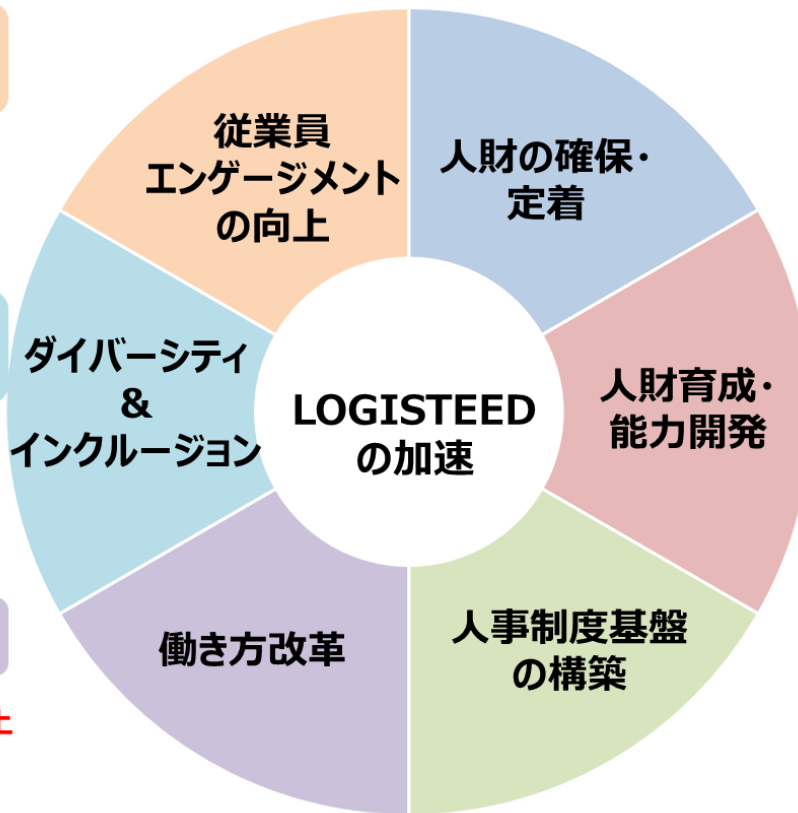 従業員
エンゲージメント
の向上
人財の確保・
定着
ダイバーシティ
&
インクルージョン
LOGISTEED
の加速
人財育成・
能力開発
働き方改革
人事制度基盤
の構築